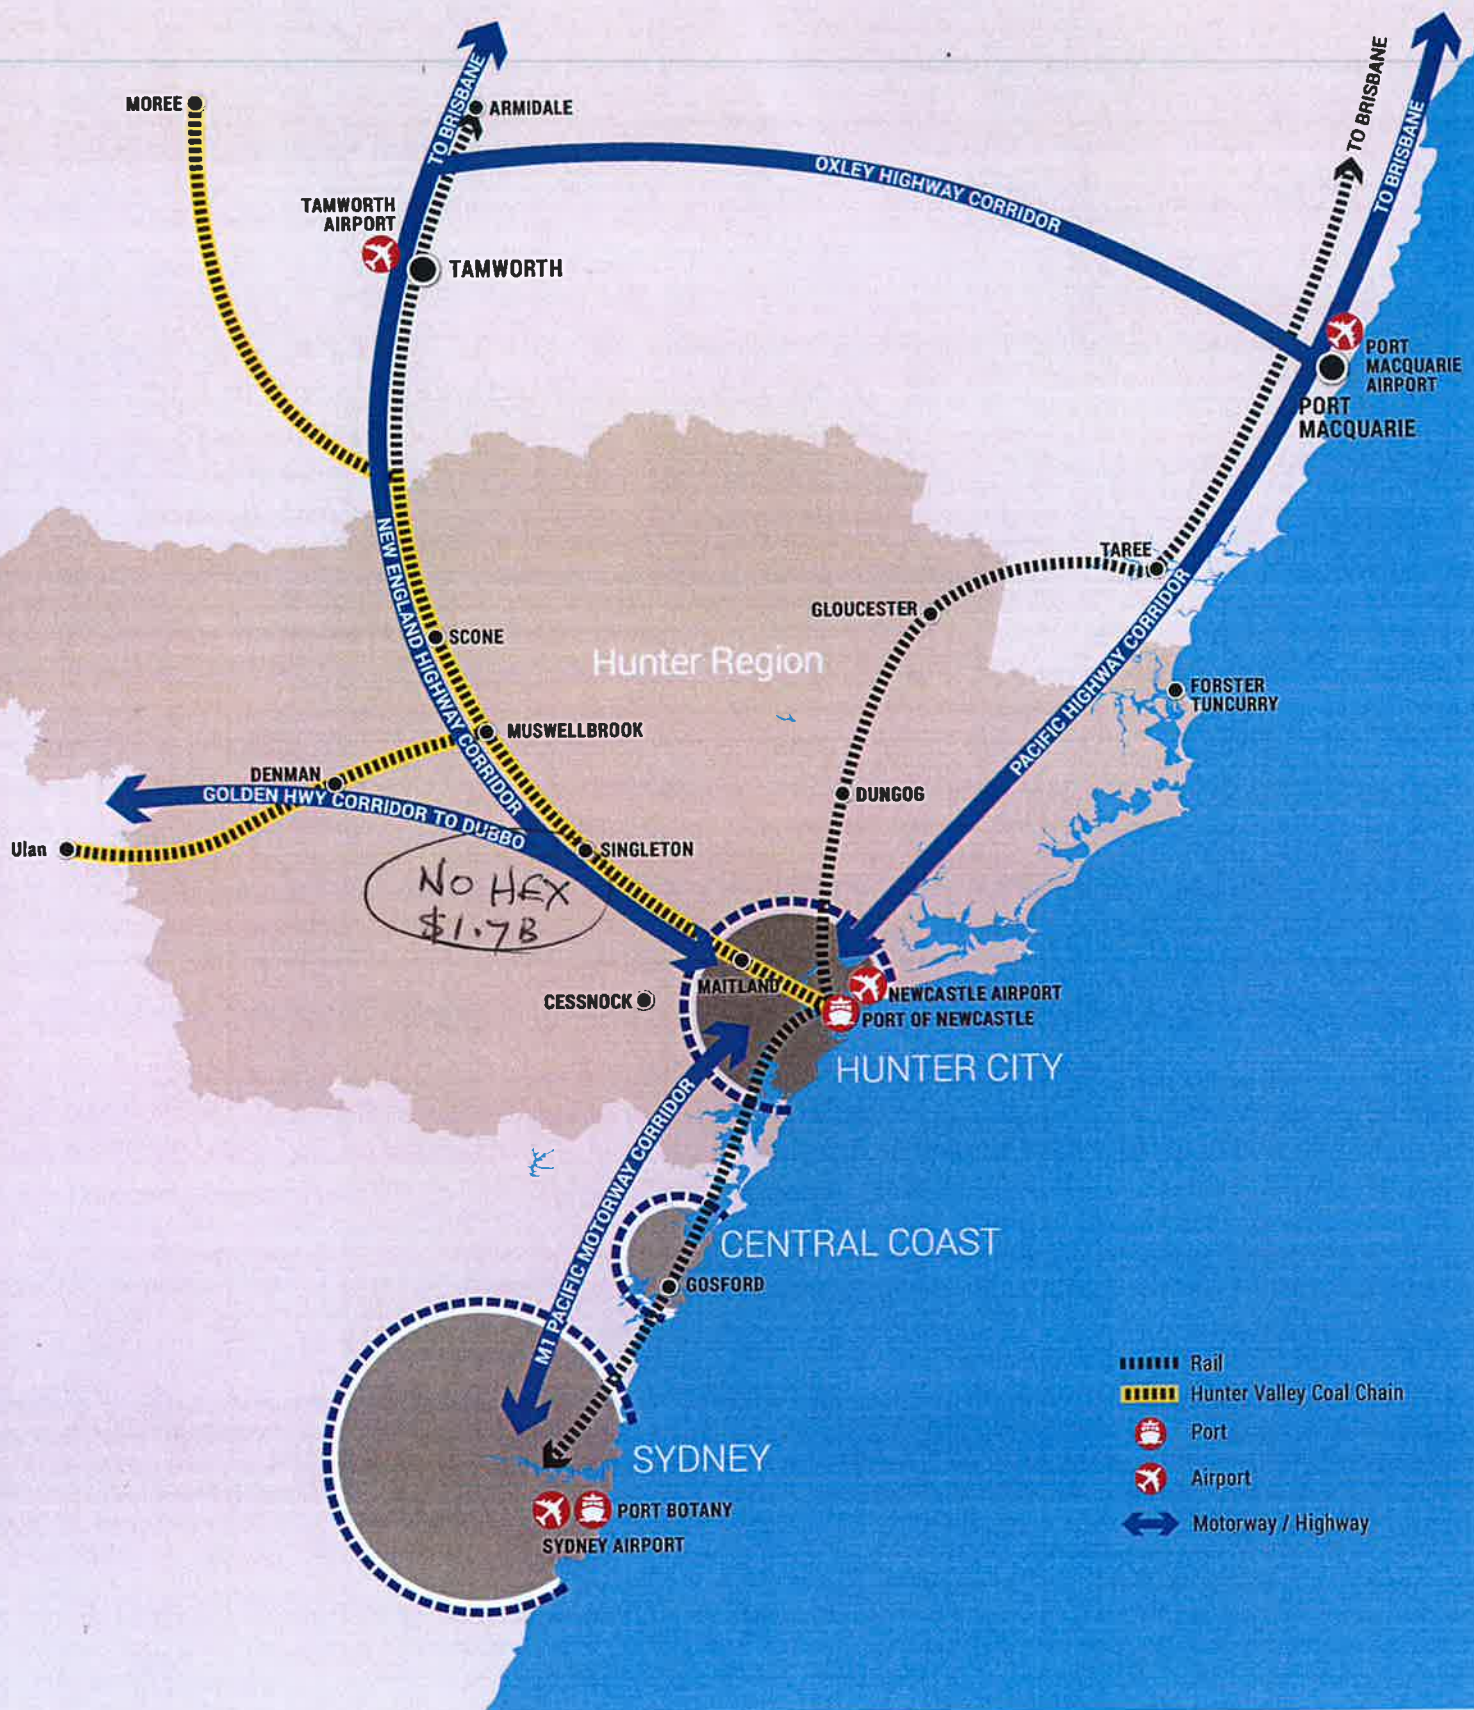 TO BRISBANE
TO BRISBANE
TO BRISBANE
MOREE
ARMIDALE
OXLEY HIGHWAY CORRIDOR
TAMWORTH
AIRPORT
TAMWORTH
PORT
MACQUARIE
AIRPORT
PORT
MACQUARIE
NEW ENGLAND HIGHWAY CORRIDOR
TAREE
GLOUCESTER
SCONE
Hunter Region
PACIFIC HIGHWAY CORRIDOR
FORSTER
TUNCURRY
MUSWELLBROOK
DENMAN
GOLDEN HWY CORRIDOR TO DUBBO
DUNGOG
Ulan
SINGLETON
NO HEX
$1.7B
MAITLAND
CESSNOCK
NEWCASTLE AIRPORT
PORT OF NEWCASTLE
HUNTER CITY
M1 PACIFIC MOTORWAY CORRIDOR
CENTRAL COAST
GOSFORD
Rail
Hunter Valley Coal Chain
Port
Airport
Motorway / Highway
SYDNEY
PORT BOTANY
SYDNEY AIRPORT